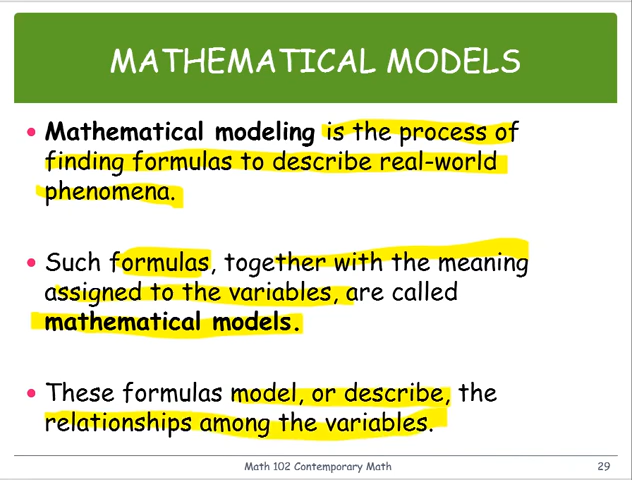 MATHEMATICAL MODELS
• Mathematical modeling is the process of
finding formulas to describe real-world
phenomena.
• Such formulas, together with the meaning
assigned to the variables, are called
mathematical models.
• These formulas model, or describe, the
relationships among the variables.
Math 102 Contemporary Math
29